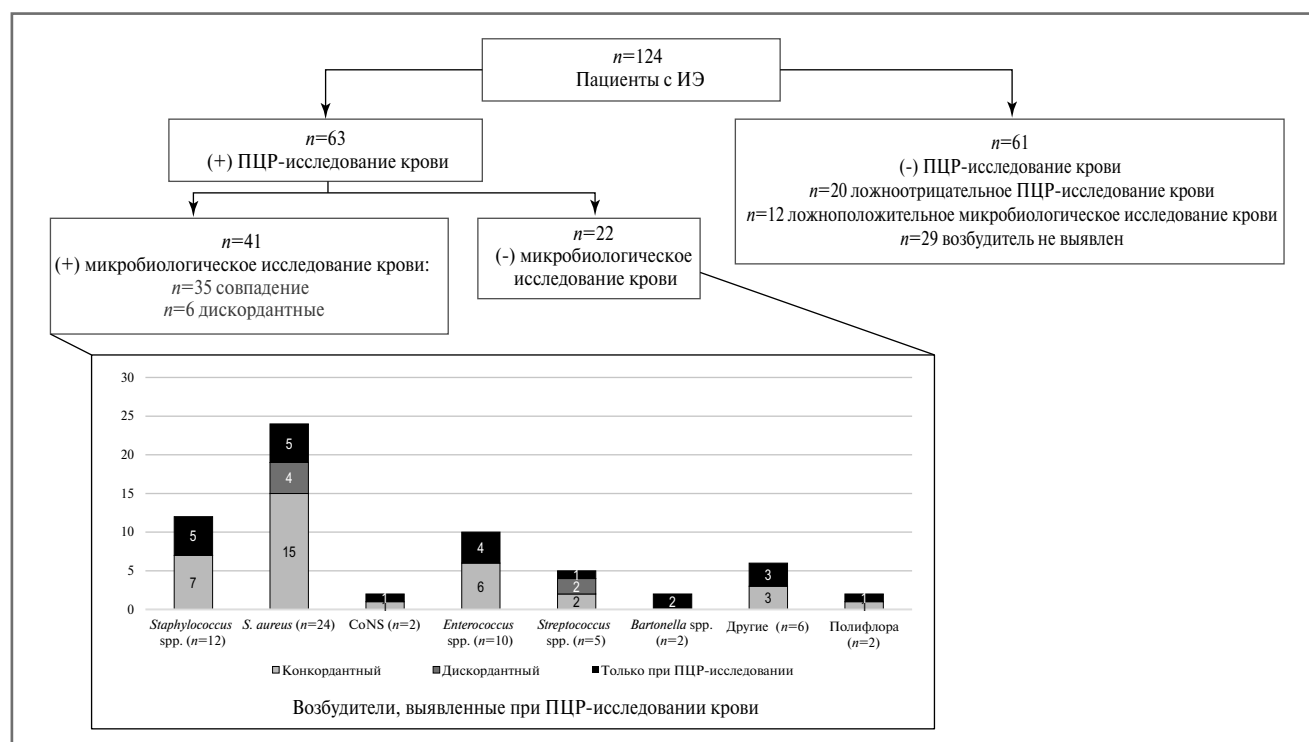 n=124
Пациенты с ИЭ
n=63
(+) ПЦР-исследование крови
n=61
(-) ПЦР-исследование крови
n=20 ложноотрицательное ПЦР-исследование крови
n=12 ложноположительное микробиологическое исследование крови
n=29 возбудитель не выявлен
n=41
(+) микробиологическое исследование крови:
n=35 совпадение
n=6 дискордантные
n=22
(-) микробиологическое
исследование крови
30
25
20
15
10
5
0
5
7
5
4
15
1
1
4
6
1
2
2
2
3
3
1
1
Staphylococcus
spp. (n=12)
S. aureus (n=24)
CoNS (n=2)
Enterococcus
spp. (n=10)
Streptococcus
spp. (n=5)
Bartonella spp.
(n=2)
Другие (n=6)
Полифлора
(n=2)
Конкордантный
Дискордантный
Только при ПЦР-исследовании
Возбудители, выявленные при ПЦР-исследовании крови